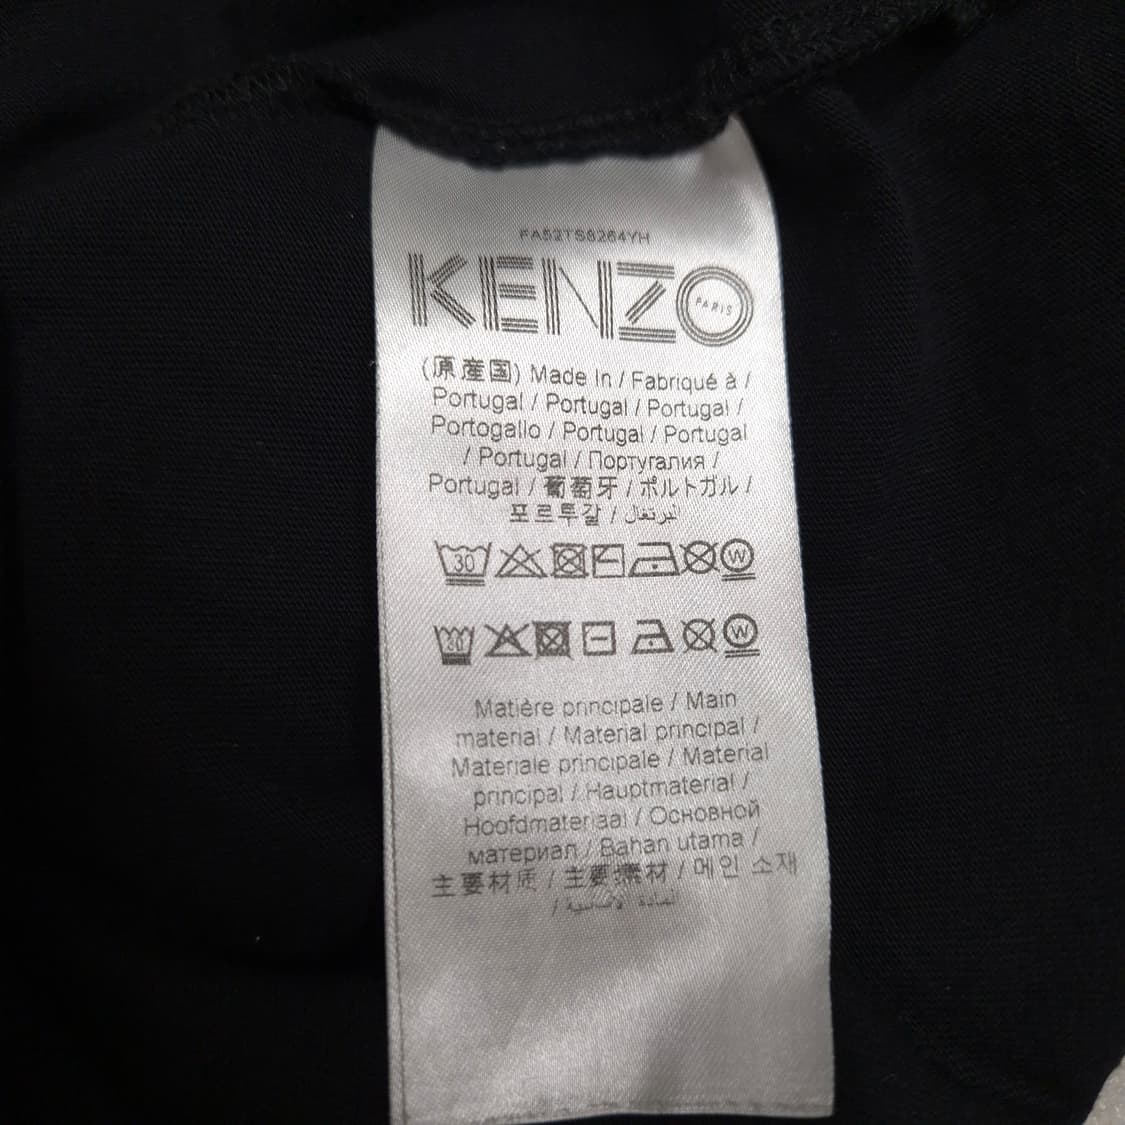 FA52TS8264YH
KENZO
PARIS
(原産国) Made In / Fabriqué à /
Portugal / Portugal / Portugal /
Portogallo / Portugal / Portugal
/ Portugal / Португалия /
Portugal / 葡萄牙 / ポルトガル /
포르투갈 / البرتغال
30 W
30 W
Matière principale / Main
material / Material principal /
Materiale principale / Material
principal / Hauptmaterial /
Hoofdmateriaal / Основной
материал / Bahan utama /
主要材质 / 主要素材 / 메인 소재
/ المادة الأساسية